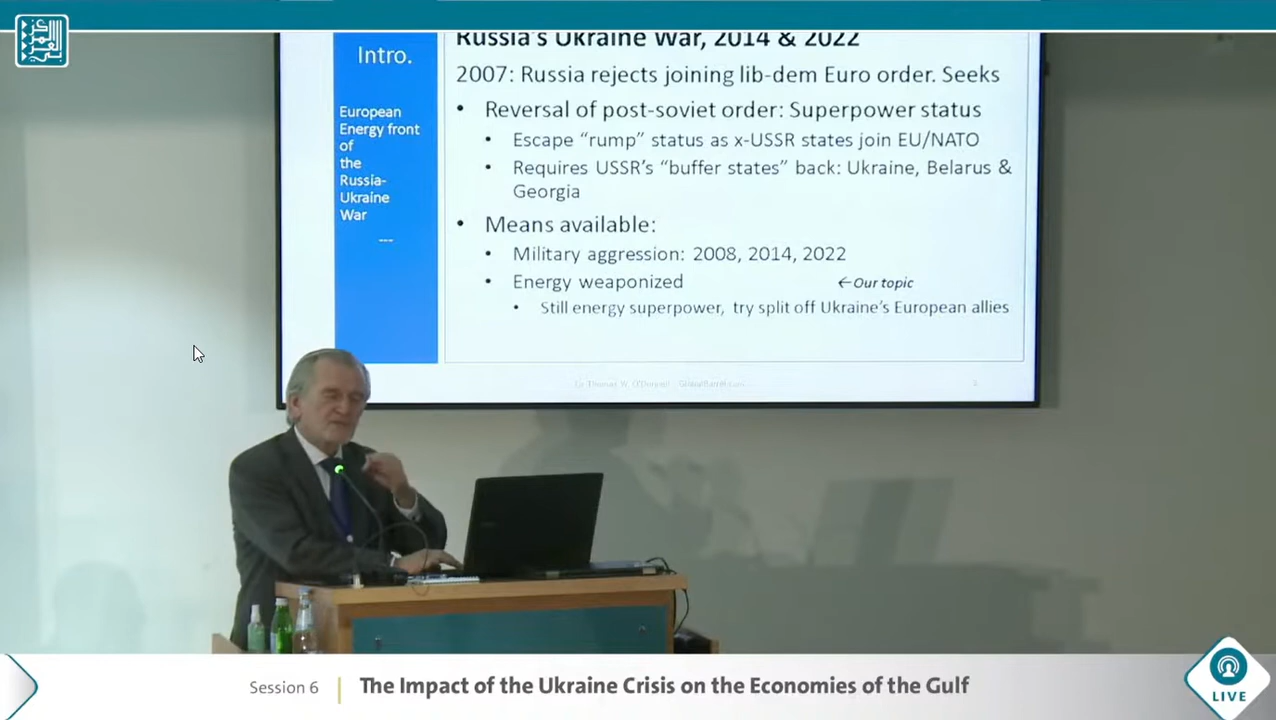 المركز العربي
Intro.
European
Energy front
of
the
Russia-
Ukraine
War
---
Russia's Ukraine War, 2014 & 2022
2007: Russia rejects joining lib-dem Euro order. Seeks
• Reversal of post-soviet order: Superpower status
• Escape “rump” status as x-USSR states join EU/NATO
• Requires USSR's “buffer states” back: Ukraine, Belarus &
Georgia
• Means available:
• Military aggression: 2008, 2014, 2022
• Energy weaponized ←Our topic
• Still energy superpower, try split off Ukraine's European allies
Thomas W. O'Donnell
Session 6
The Impact of the Ukraine Crisis on the Economies of the Gulf
LIVE